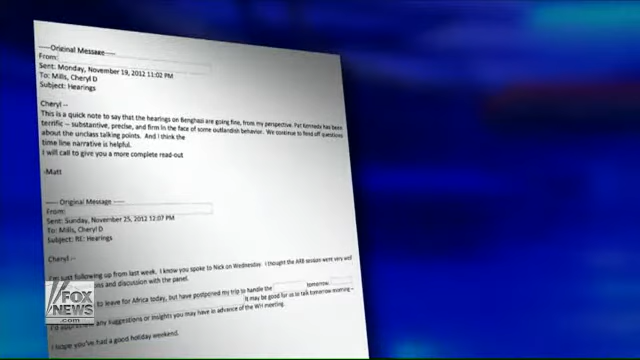 -----Original Message-----
From:
Sent: Monday, November 19, 2012 11:02 PM
To: Mills, Cheryl D
Subject: Hearings
Cheryl --
This is a quick note to say that the hearings on Benghazi are going fine, from my perspective. Pat Kennedy has been
terrific -- substantive, precise, and firm in the face of some outlandish behavior. We continue to fend off questions
about the unclass talking points. And I think the
time line narrative is helpful.
I will call to give you a more complete read-out
-Matt
----- Original Message -----
From:
Sent: Sunday, November 25, 2012 12:07 PM
To: Mills, Cheryl D
Subject: RE: Hearings
Cheryl --
I'm just following up from last week. I know you spoke to Nick on Wednesday. I thought the ARB session went very well
and discussion with the panel.
to leave for Africa today, but have postponed my trip to handle the tomorrow
It may be good for us to talk tomorrow morning --
any suggestions or insights you may have in advance of the WH meeting.
I hope you've had a good holiday weekend.
FOX
NEWS
.com